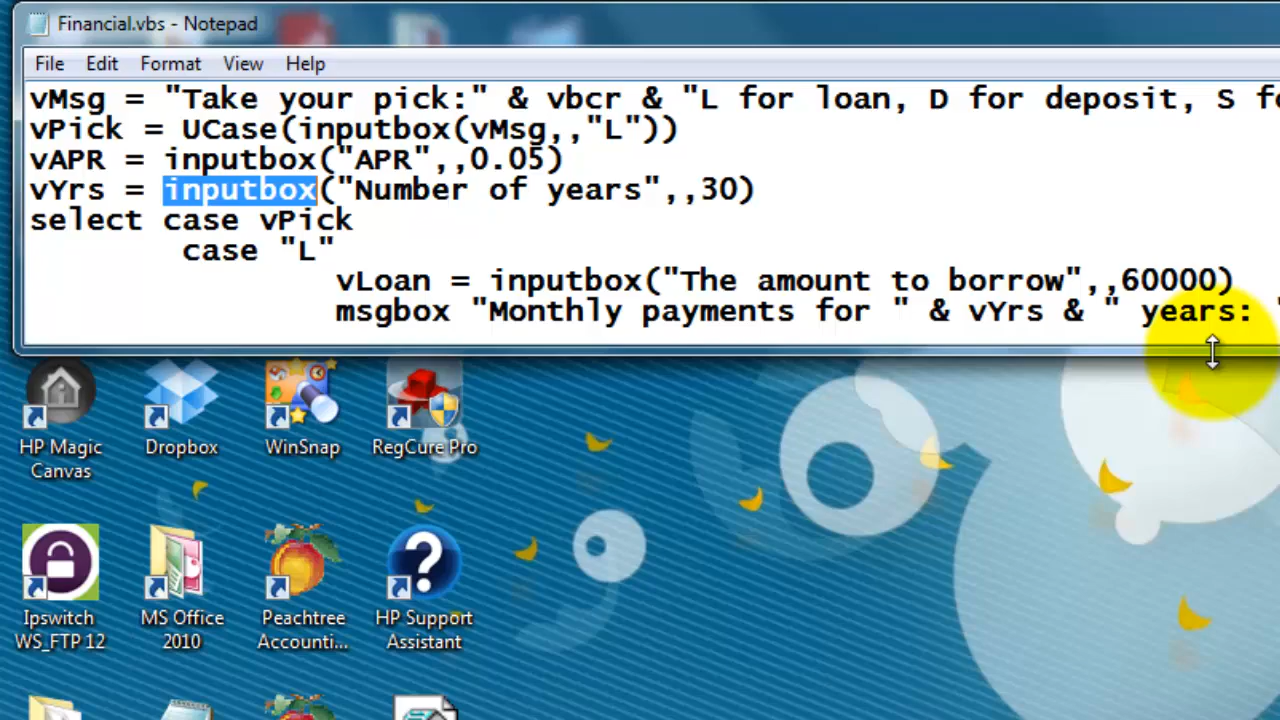 Financial.vbs - Notepad
File Edit Format View Help
vMsg = "Take your pick:" & vbcr & "L for loan, D for deposit, S fo
vPick = UCase(inputbox(vMsg,,"L"))
vAPR = inputbox("APR",,0.05)
vYrs = inputbox("Number of years",,30)
select case vPick
case "L"
vLoan = inputbox("The amount to borrow",,60000)
msgbox "Monthly payments for " & vYrs & " years: "
HP Magic Canvas
Dropbox
WinSnap
RegCure Pro
Ipswitch WS_FTP 12
MS Office 2010
Peachtree Accounti...
HP Support Assistant